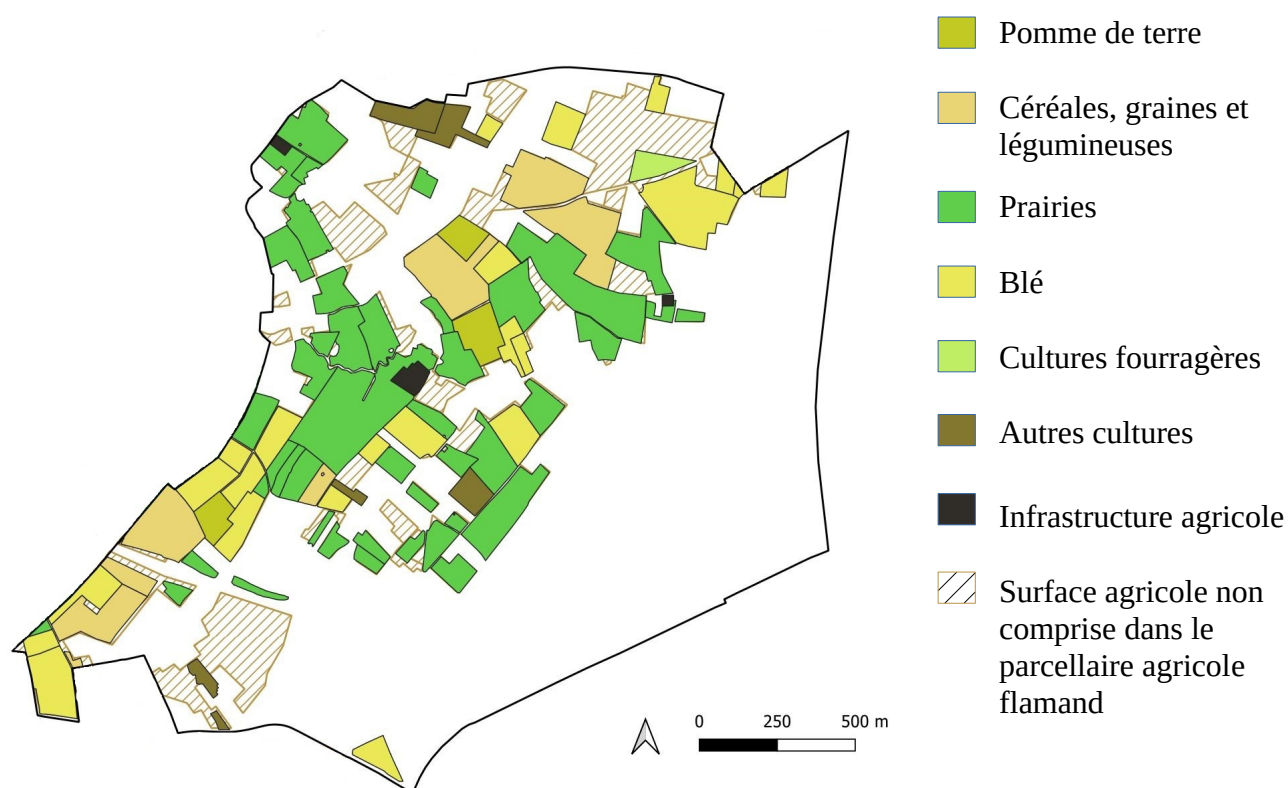 Pomme de terre
Céréales, graines et
légumineuses
Prairies
Blé
Cultures fourragères
Autres cultures
Infrastructure agricole
Surface agricole non
comprise dans le
parcellaire agricole
flamand
0 250 500 m